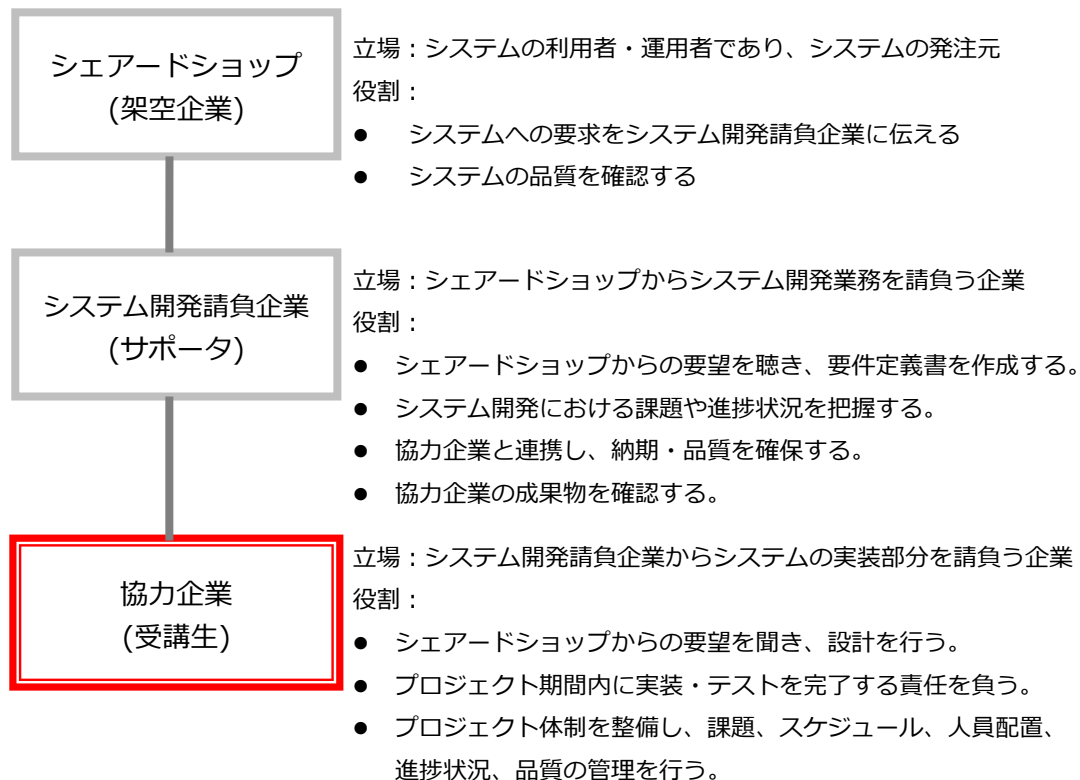 シェアードショップ
(架空企業)
立場：システムの利用者・運用者であり、システムの発注元
役割：
● システムへの要求をシステム開発請負企業に伝える
● システムの品質を確認する
システム開発請負企業
(サポータ)
立場：シェアードショップからシステム開発業務を請負う企業
役割：
● シェアードショップからの要望を聴き、要件定義書を作成する。
● システム開発における課題や進捗状況を把握する。
● 協力企業と連携し、納期・品質を確保する。
● 協力企業の成果物を確認する。
協力企業
(受講生)
立場：システム開発請負企業からシステムの実装部分を請負う企業
役割：
● シェアードショップからの要望を聞き、設計を行う。
● プロジェクト期間内に実装・テストを完了する責任を負う。
● プロジェクト体制を整備し、課題、スケジュール、人員配置、
進捗状況、品質の管理を行う。